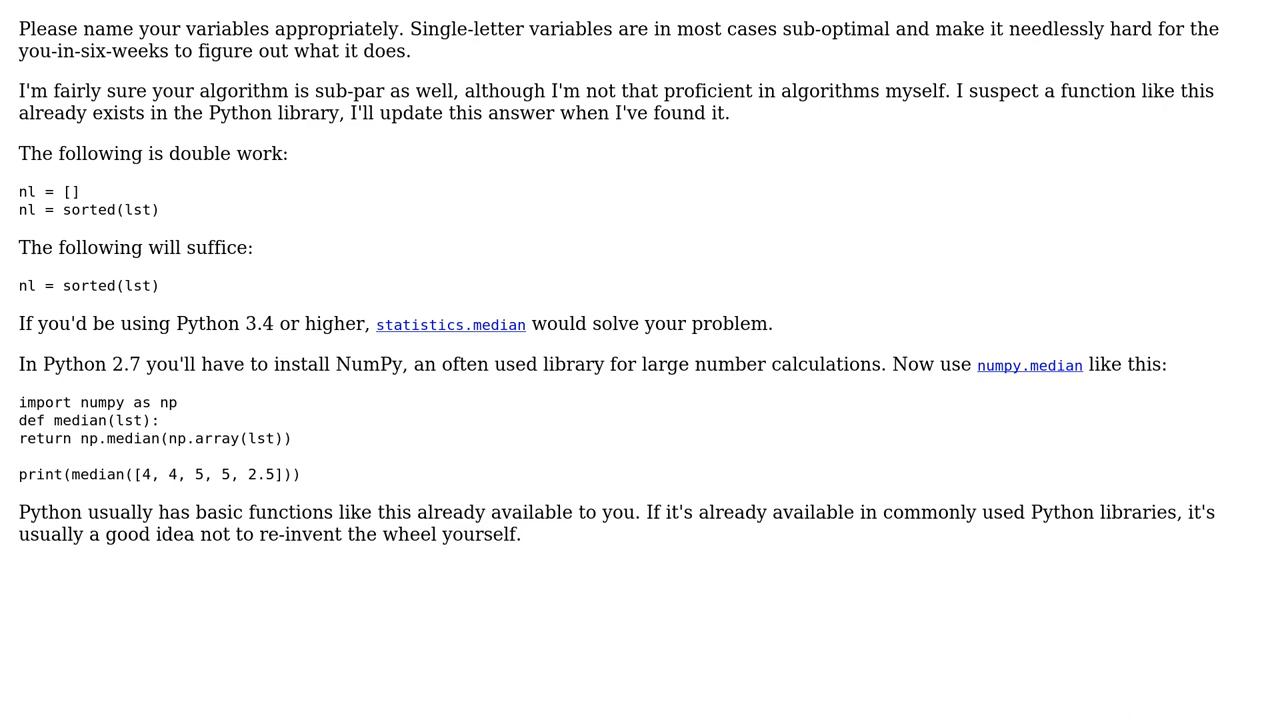 Please name your variables appropriately. Single-letter variables are in most cases sub-optimal and make it needlessly hard for the
you-in-six-weeks to figure out what it does.
I'm fairly sure your algorithm is sub-par as well, although I'm not that proficient in algorithms myself. I suspect a function like this
already exists in the Python library, I'll update this answer when I've found it.
The following is double work:
nl = []
nl = sorted(lst)
The following will suffice:
nl = sorted(lst)
If you'd be using Python 3.4 or higher, statistics.median would solve your problem.
In Python 2.7 you'll have to install NumPy, an often used library for large number calculations. Now use numpy.median like this:
import numpy as np
def median(lst):
return np.median(np.array(lst))
print(median([4, 4, 5, 5, 2.5]))
Python usually has basic functions like this already available to you. If it's already available in commonly used Python libraries, it's
usually a good idea not to re-invent the wheel yourself.